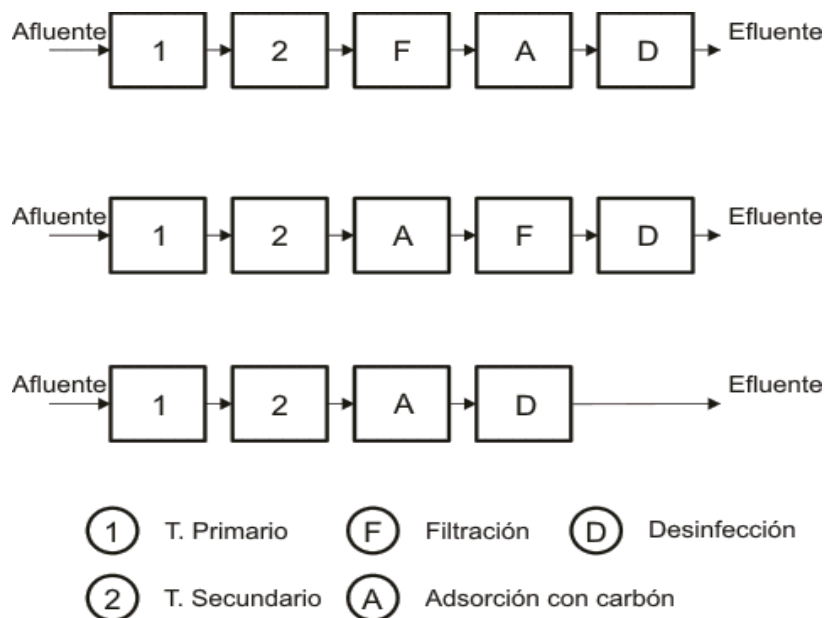 Afluente 1 2 F A D Efluente
Afluente 1 2 A F D Efluente
Afluente 1 2 A D Efluente
1 T. Primario F Filtración D Desinfección
2 T. Secundario A Adsorción con carbón